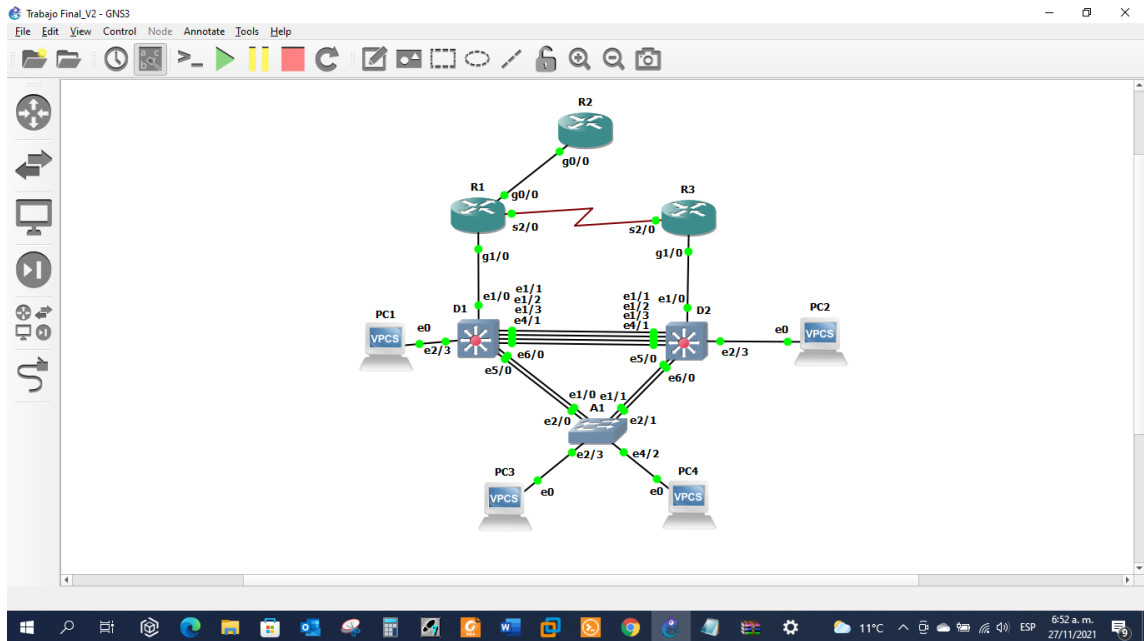 Trabajo Final_V2 - GNS3
File Edit View Control Node Annotate Tools Help
R2
g0/0
R1
g0/0
R3
s2/0
s2/0
g1/0
g1/0
e1/0
e1/1
e1/2
e1/3
e4/1
e1/1
e1/2
e1/3
e4/1
e1/0
D1
D2
PC1
PC2
e0
e0
VPCS
VPCS
e2/3
e2/3
e6/0
e5/0
e5/0
e6/0
e1/0 e1/1
A1
e2/0
e2/1
e2/3
e4/2
PC3
PC4
e0
e0
VPCS
VPCS
11°C
ESP
6:52 a. m.
27/11/2021